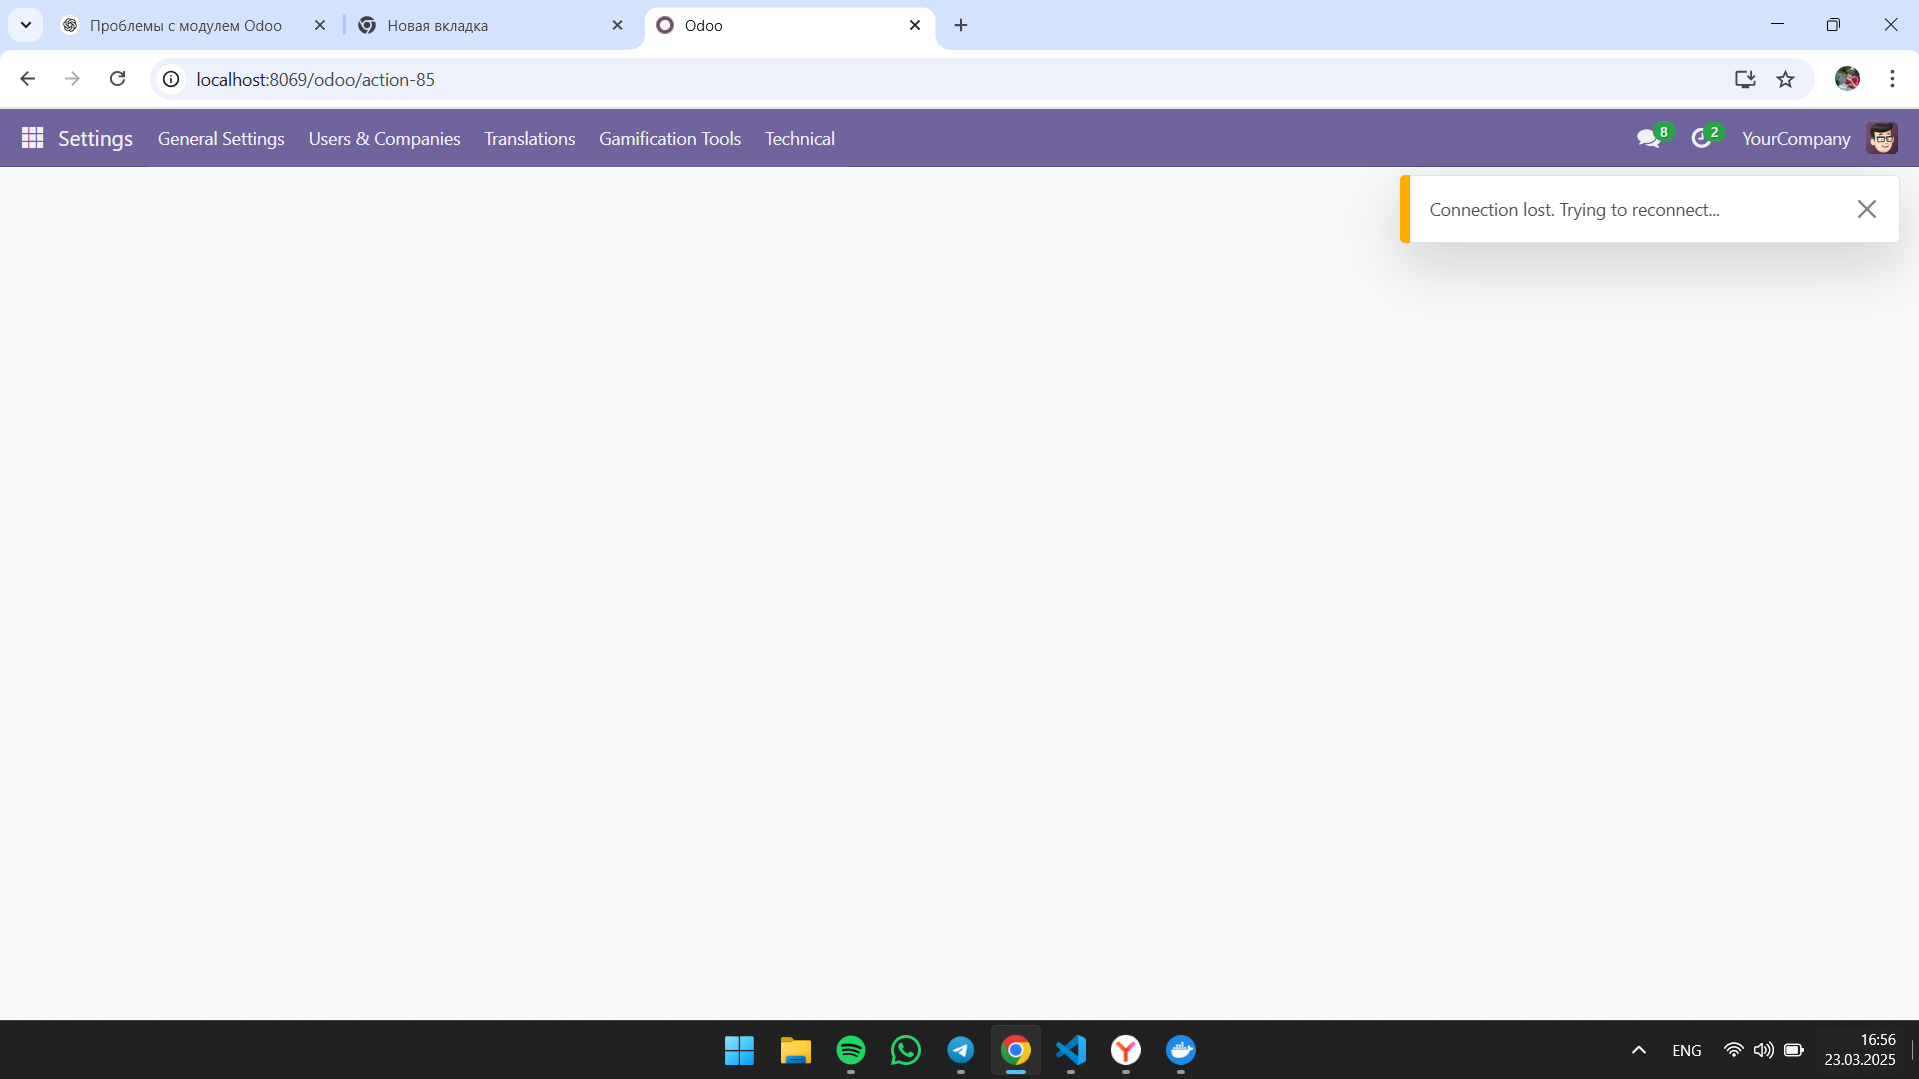 Проблемы с модулем Odoo
Новая вкладка
Odoo
localhost:8069/odoo/action-85
Settings General Settings Users & Companies Translations Gamification Tools Technical 8 2 YourCompany
Connection lost. Trying to reconnect...
ENG
16:56
23.03.2025